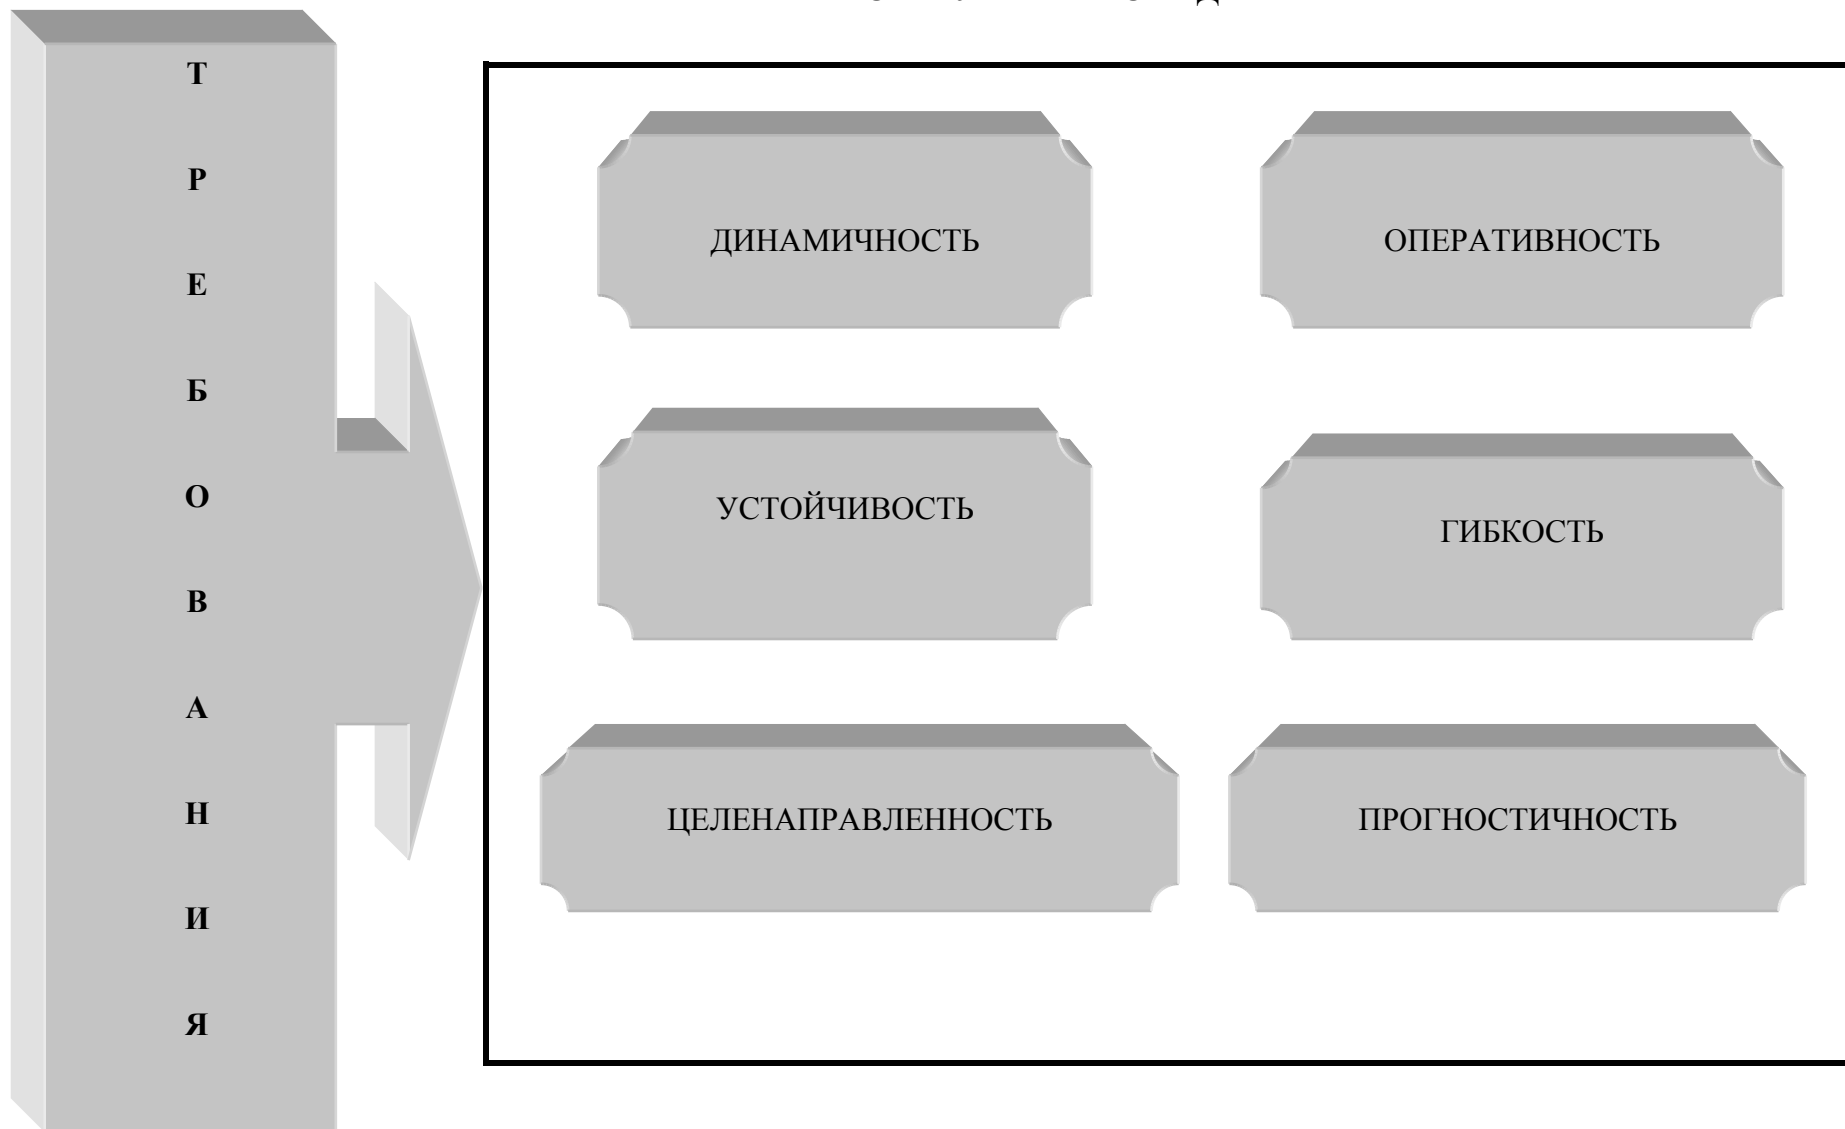 Т
Р
Е
Б
О
В
А
Н
И
Я
ДИНАМИЧНОСТЬ
ОПЕРАТИВНОСТЬ
УСТОЙЧИВОСТЬ
ГИБКОСТЬ
ЦЕЛЕНАПРАВЛЕННОСТЬ
ПРОГНОСТИЧНОСТЬ